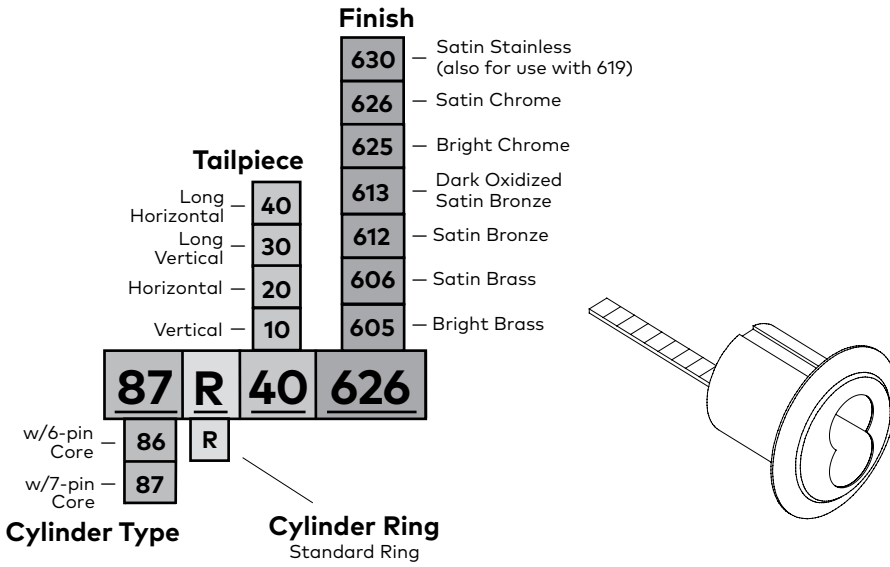 Finish
630
Satin Stainless
(also for use with 619)
626
Satin Chrome
625
Bright Chrome
613
Dark Oxidized
Satin Bronze
612
Satin Bronze
606
Satin Brass
605
Bright Brass
Tailpiece
Long
Horizontal
40
Long
Vertical
30
Horizontal
20
Vertical
10
87 R 40 626
w/6-pin
Core
86
R
w/7-pin
Core
87
Cylinder Type
Cylinder Ring
Standard Ring